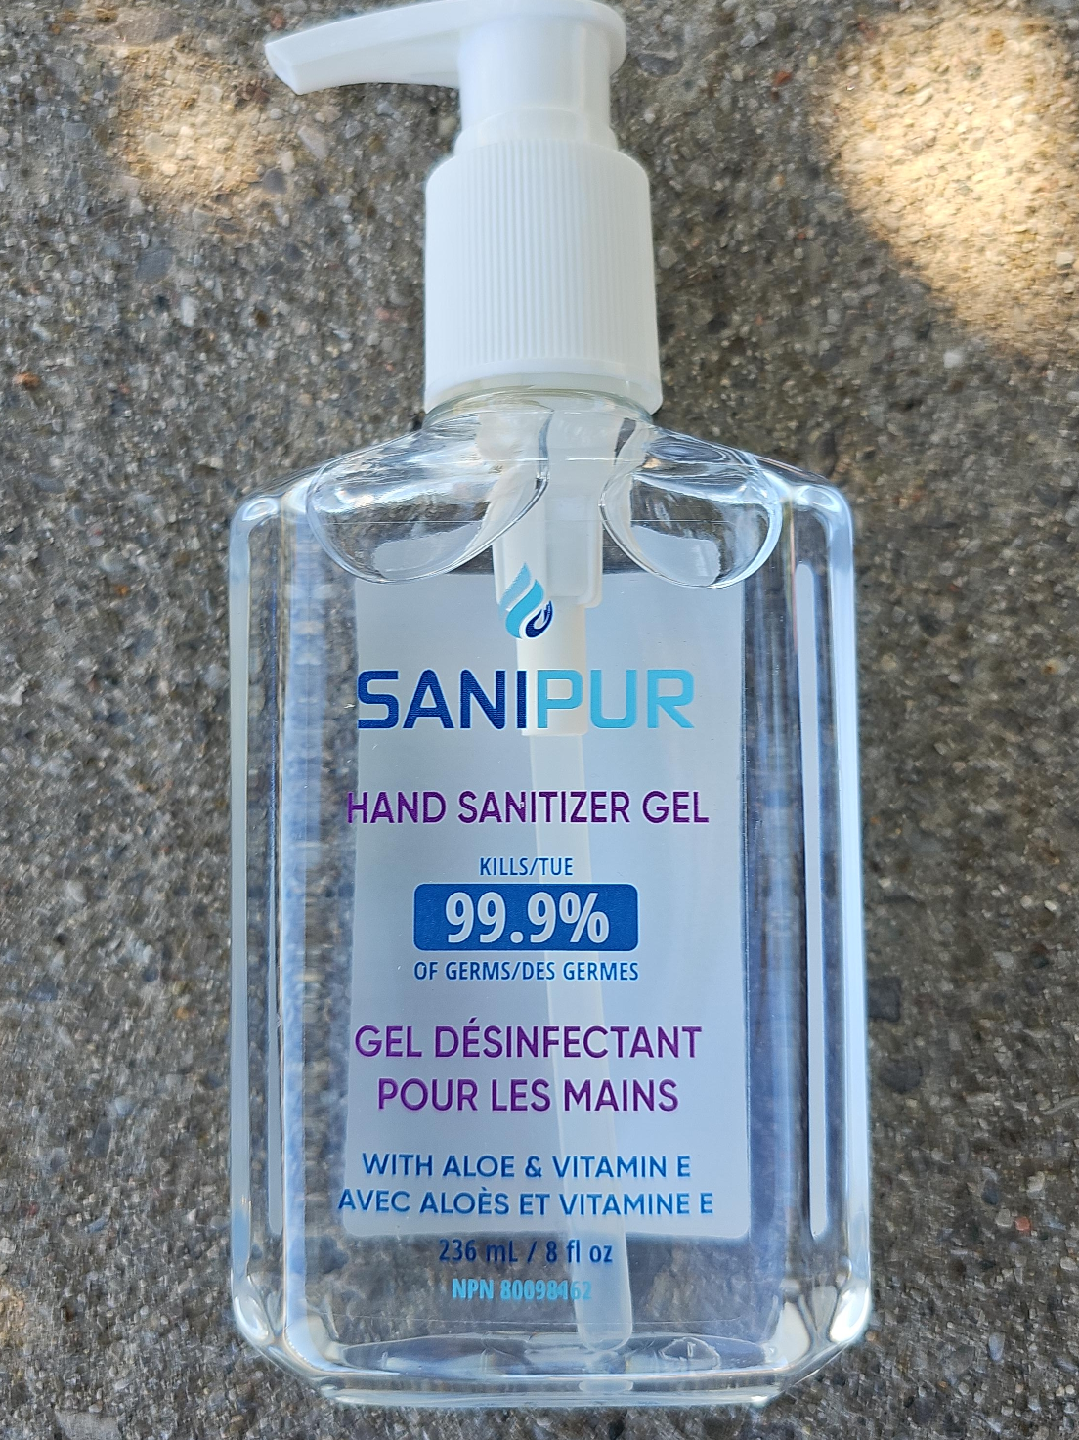 SANIPUR
HAND SANITIZER GEL
KILLS/TUE
99.9%
OF GERMS/DES GERMES
GEL DÉSINFECTANT
POUR LES MAINS
WITH ALOE & VITAMIN E
AVEC ALOÈS ET VITAMINE E
236 mL / 8 fl oz
NPN 80098462